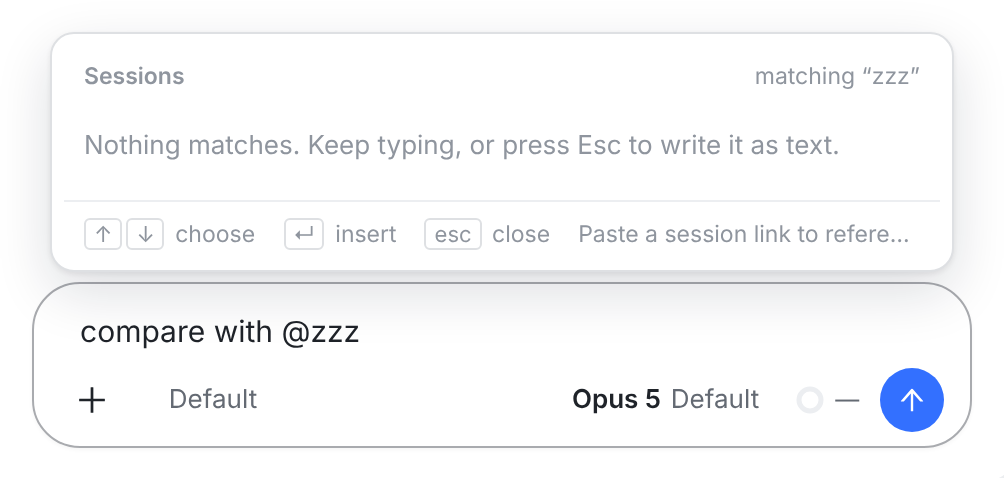 Sessions matching “zzz”
Nothing matches. Keep typing, or press Esc to write it as text.
↑ ↓ choose ↵ insert esc close Paste a session link to refere...
compare with @zzz
+ Default Opus 5 Default —